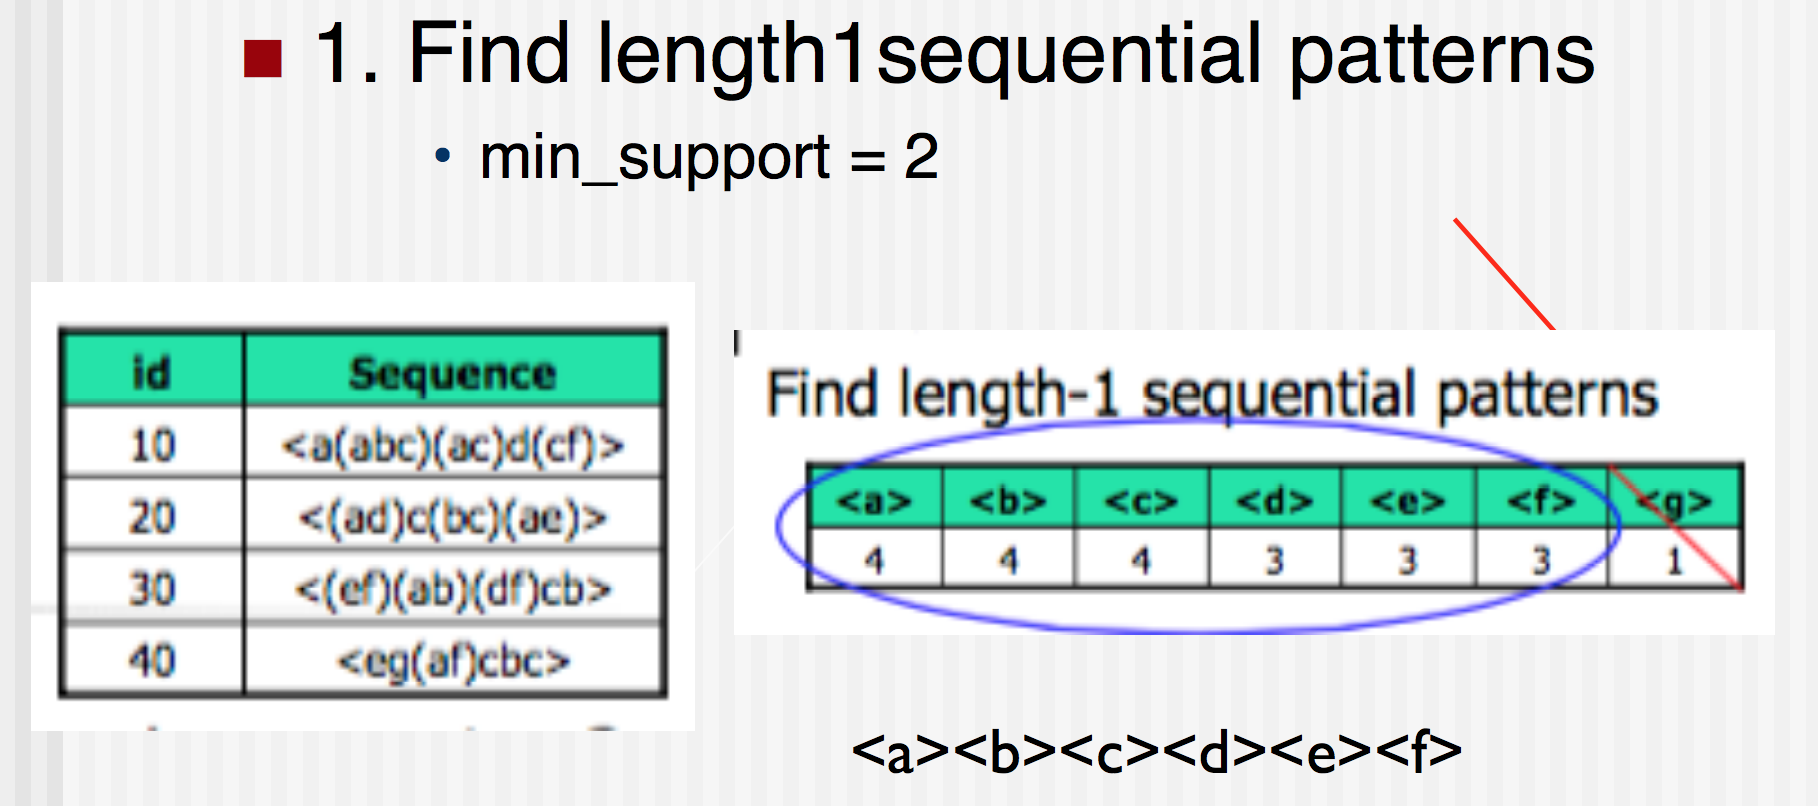 1. Find length1sequential patterns
• min_support = 2
id Sequence
10 <a(abc)(ac)d(cf)>
20 <(ad)c(bc)(ae)>
30 <(ef)(ab)(df)cb>
40 <eg(af)cbc>
Find length-1 sequential patterns
<a> <b> <c> <d> <e> <f> <g>
4 4 4 3 3 3 1
<a><b><c><d><e><f>